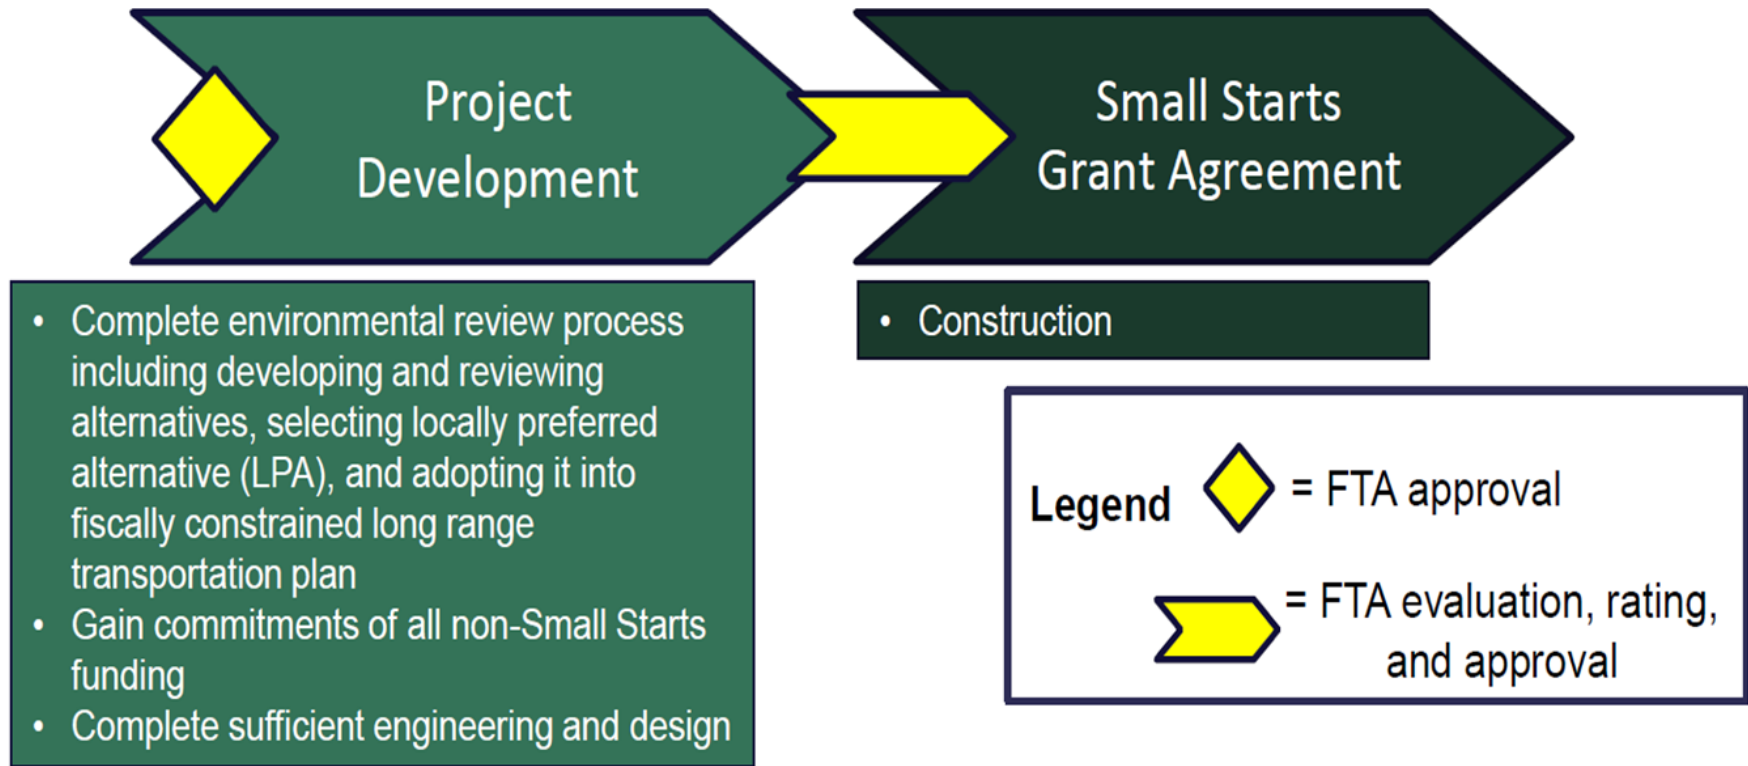 Project
Development
Small Starts
Grant Agreement
• Complete environmental review process
including developing and reviewing
alternatives, selecting locally preferred
alternative (LPA), and adopting it into
fiscally constrained long range
transportation plan
• Gain commitments of all non-Small Starts
funding
• Complete sufficient engineering and design
• Construction
Legend
= FTA approval
= FTA evaluation, rating,
and approval